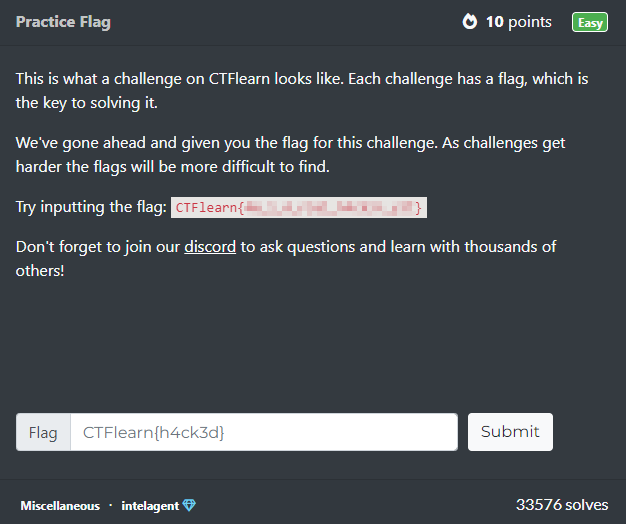 Practice Flag
10 points
Easy
This is what a challenge on CTFlearn looks like. Each challenge has a flag, which is
the key to solving it.
We've gone ahead and given you the flag for this challenge. As challenges get
harder the flags will be more difficult to find.
Try inputting the flag: CTFlearn{ }
Don't forget to join our discord to ask questions and learn with thousands of
others!
Flag
CTFlearn{h4ck3d}
Submit
Miscellaneous · intelagent
33576 solves